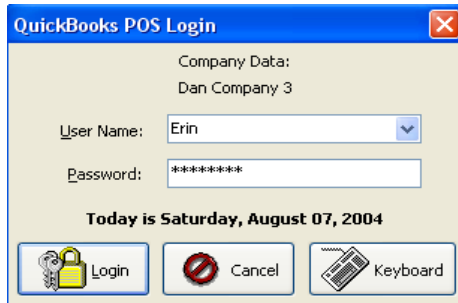 QuickBooks POS Login
Company Data:
Dan Company 3
User Name: Erin
Password: ********
Today is Saturday, August 07, 2004
Login Cancel Keyboard